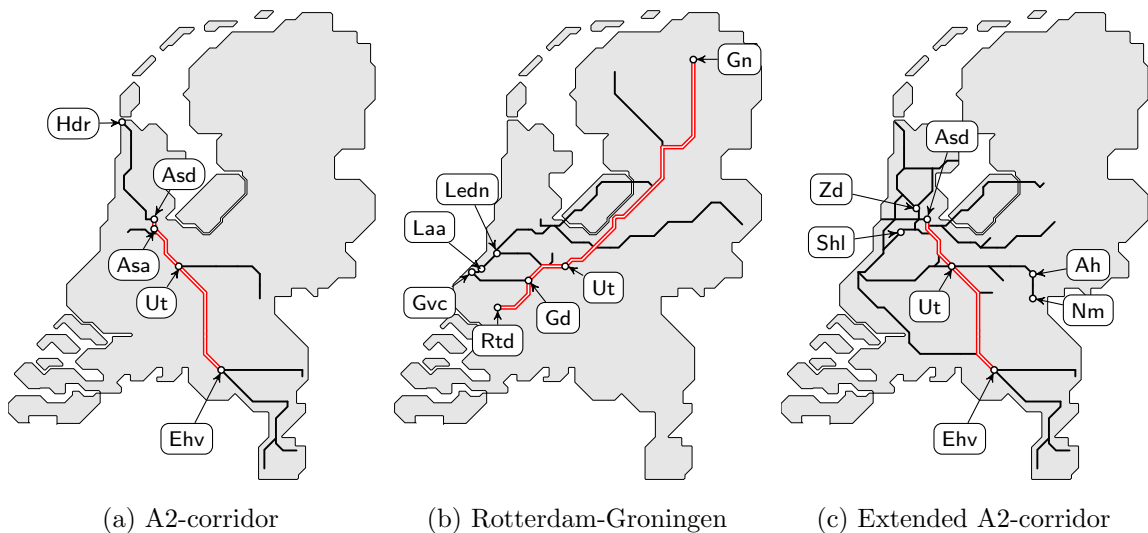 Hdr
Asd
Asa
Ut
Ehv
(a) A2-corridor
Gn
Ledn
Laa
Gvc
Rtd
Gd
Ut
(b) Rotterdam-Groningen
Asd
Zd
Shl
Ah
Ut
Nm
Ehv
(c) Extended A2-corridor